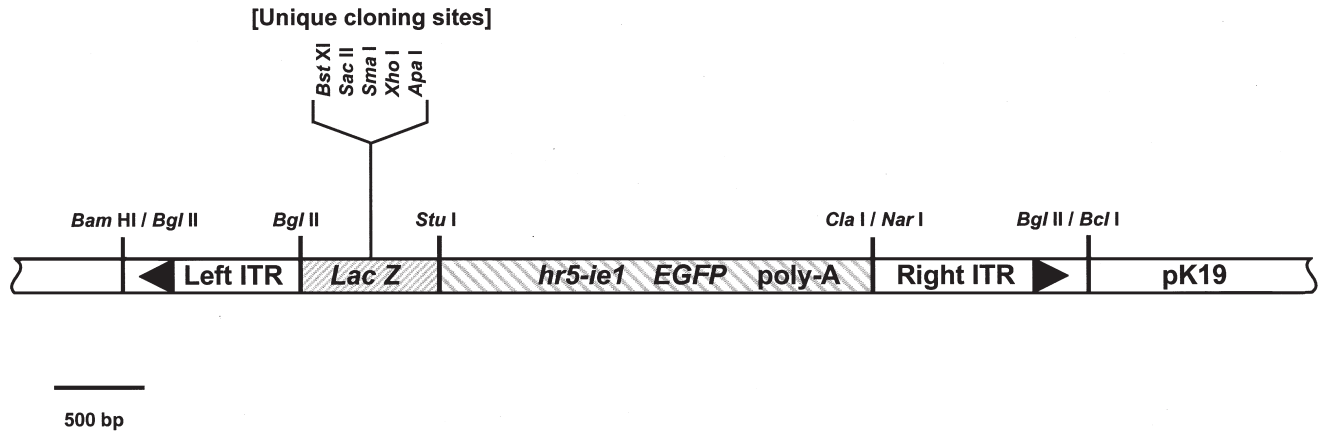 [Unique cloning sites]
Bst XI
Sac II
Sma I
Xho I
Apa I
Bam HI / Bgl II
Bgl II
Stu I
Cla I / Nar I
Bgl II / Bcl I
Left ITR
Lac Z
hr5-ie1 EGFP poly-A
Right ITR
pK19
500 bp